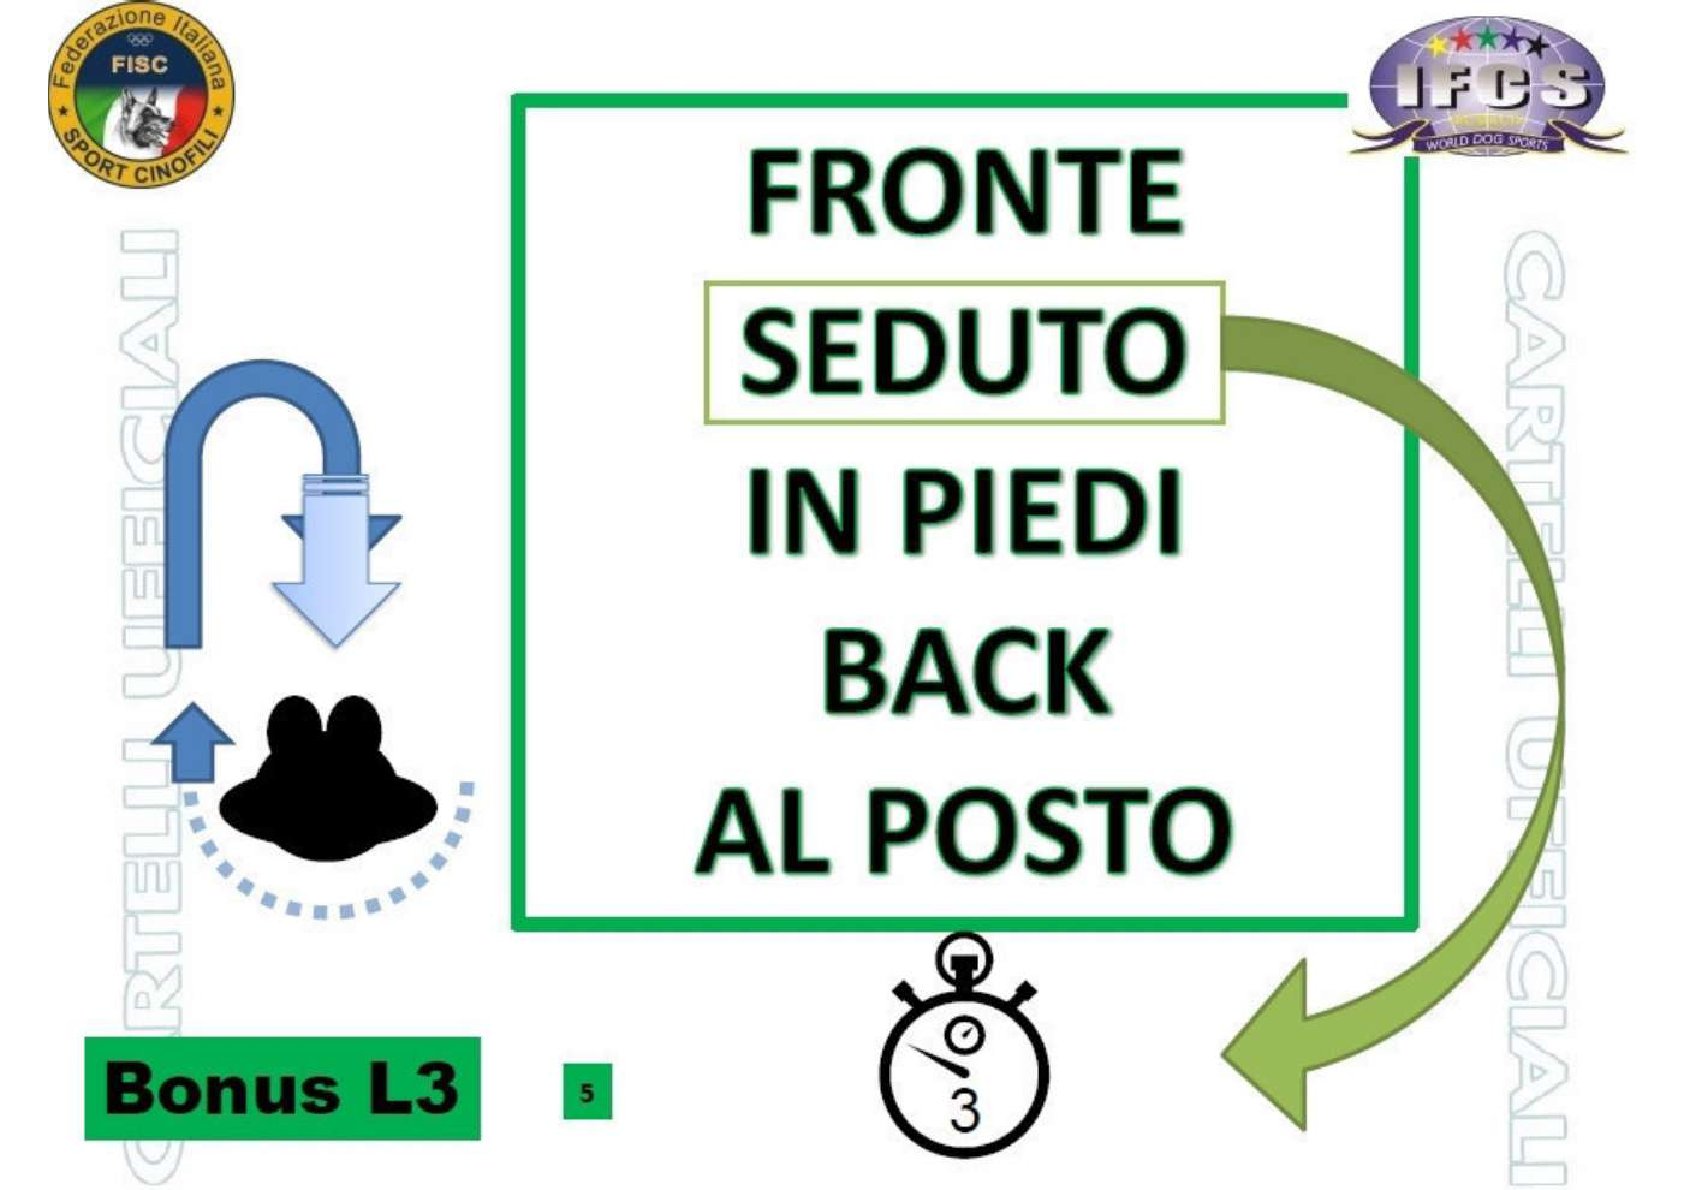 Federazione Italiana
FISC
SPORT CINOFILI
IFCS
WORLD DOG SPORTS
FRONTE
SEDUTO
IN PIEDI
BACK
AL POSTO
CARTELLI UFFICIALI
CARTELLI UFFICIALI
3
Bonus L3
5